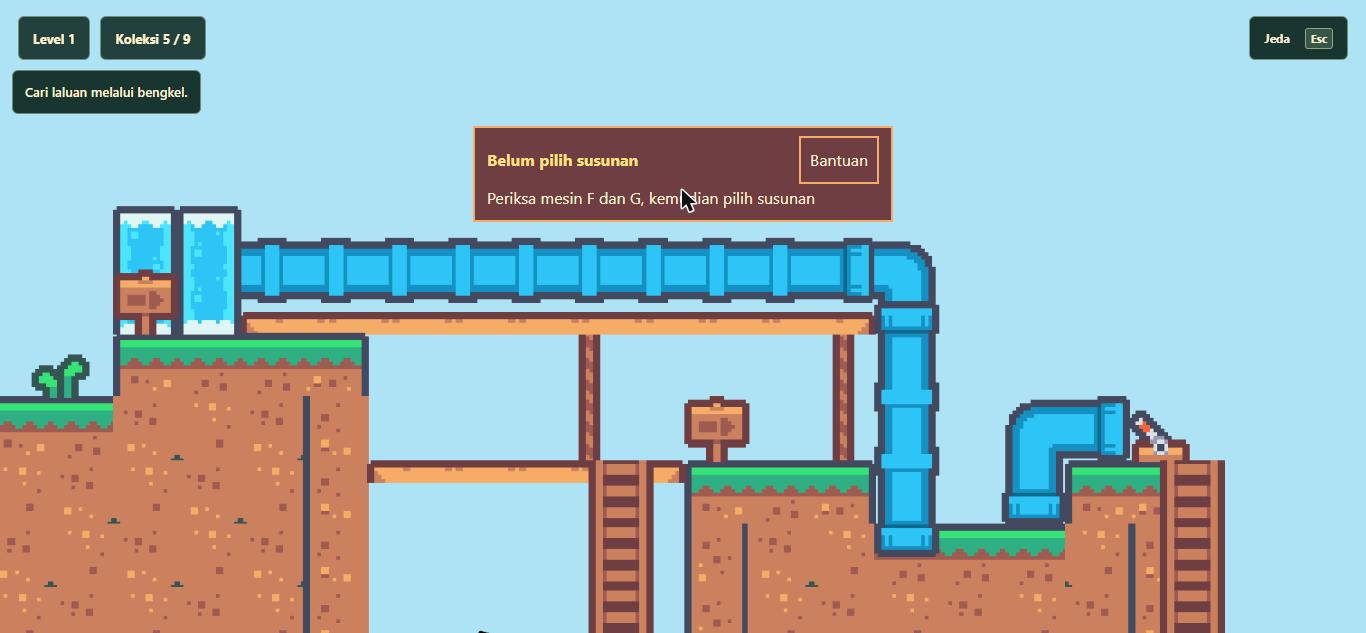 Level 1
Koleksi 5 / 9
Jeda Esc
Cari laluan melalui bengkel.
Belum pilih susunan
Bantuan
Periksa mesin F dan G, kemudian pilih susunan